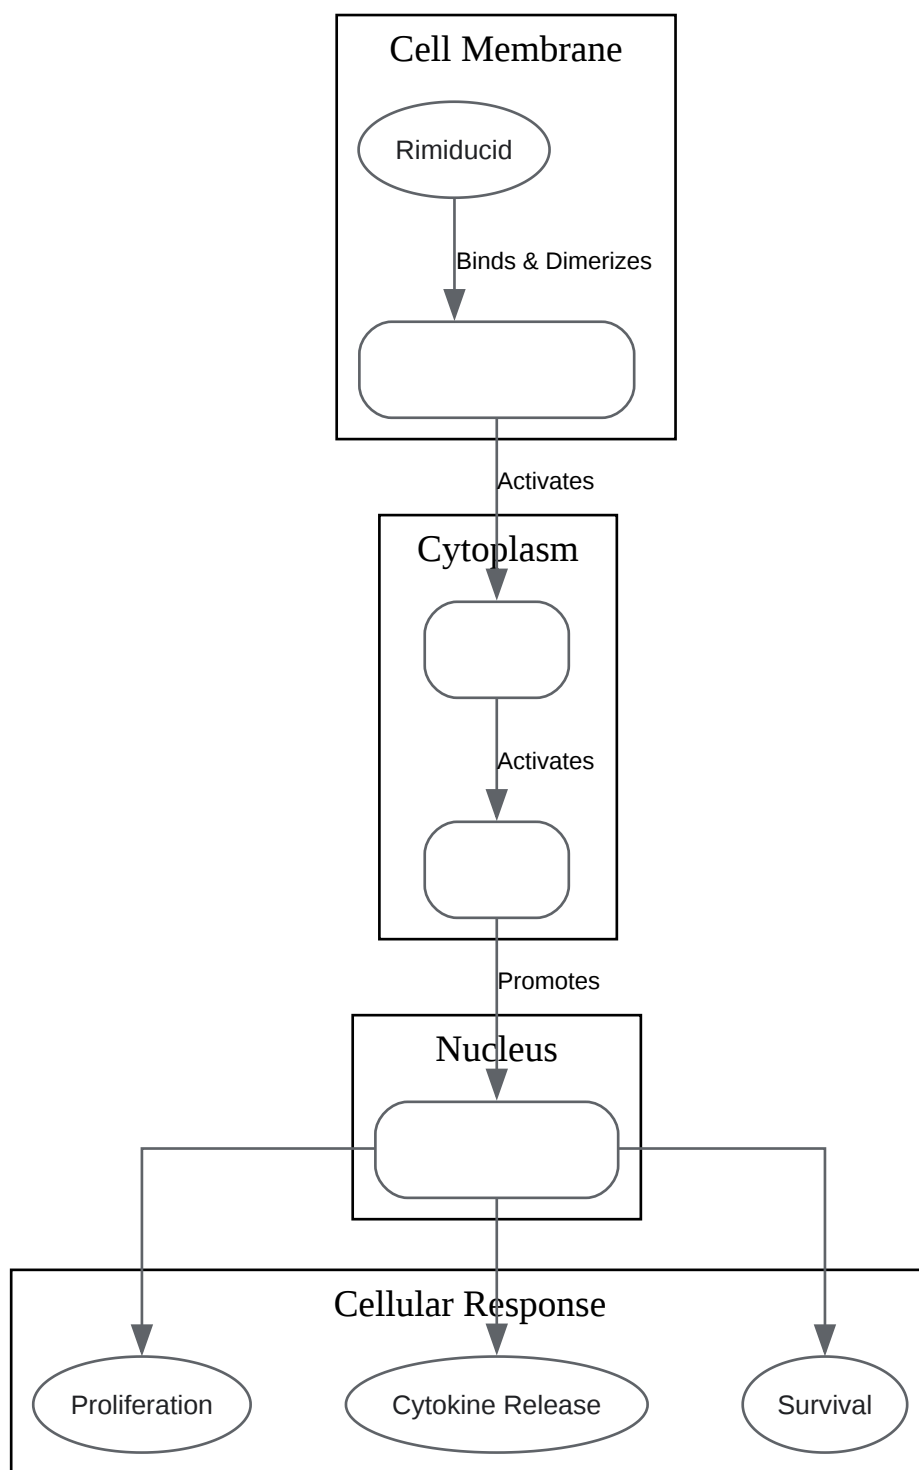 Cell Membrane
Rimiducid
Binds & Dimerizes
Activates
Cytoplasm
Activates
Promotes
Nucleus
Cellular Response
Proliferation
Cytokine Release
Survival